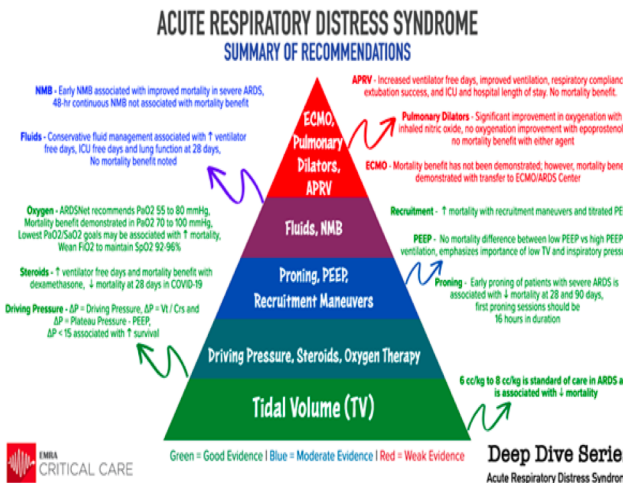 ACUTE RESPIRATORY DISTRESS SYNDROME
SUMMARY OF RECOMMENDATIONS
NMB - Early NMB associated with improved mortality in severe ARDS,
48-hr continuous NMB not associated with mortality
benefit
Fluids - Conservative fluid management associated with ↑ ventilator
free days, ICU free days and lung function at 28 days,
No mortality benefit noted
Oxygen - ARDSNet recommends PaO2 55 to 80 mmHg,
Mortality benefit demonstrated in PaO2 70 to 100 mmHg,
Lowest PaO2/SaO2 goals may be associated with ↑ mortality,
Wean FiO2 to maintain SpO2 92-96%
Steroids - ↑ ventilator free days and mortality benefit with
dexamethasone, ↓ mortality at 28 days in COVID-19
Driving Pressure - ΔP = Driving Pressure, ΔP = Vt / Crs and
ΔP = Plateau Pressure - PEEP,
ΔP < 15 associated with ↑ survival
ECMO,
Pulmonary
Dilators,
APRV
Fluids, NMB
Proning, PEEP,
Recruitment Maneuvers
Driving Pressure, Steroids, Oxygen Therapy
Tidal Volume (TV)
APRV - Increased ventilator free days, improved ventilation, respiratory complianc
extubation success, and ICU and hospital length of stay. No mortality benefit.
Pulmonary Dilators - Significant improvement in oxygenation with
inhaled nitric oxide, no oxygenation improvement with epoprostenol
no mortality benefit with either agent
ECMO - Mortality benefit has not been demonstrated; however, mortality bene
demonstrated with transfer to ECMO/ARDS Center
Recruitment - ↑ mortality with recruitment maneuvers and titrated PE
PEEP - No mortality difference between low PEEP vs high PEEP
ventilation, emphasizes importance of low TV and inspiratory pressu
Proning - Early proning of patients with severe ARDS is
associated with ↓ mortality at 28 and 90 days,
first proning sessions should be
16 hours in duration
6 cc/kg to 8 cc/kg is standard of care in ARDS a
is associated with ↓ mortality
Green = Good Evidence | Blue = Moderate Evidence | Red = Weak Evidence
EMRA
CRITICAL CARE
Deep Dive Serie
Acute Respiratory Distress Syndrom